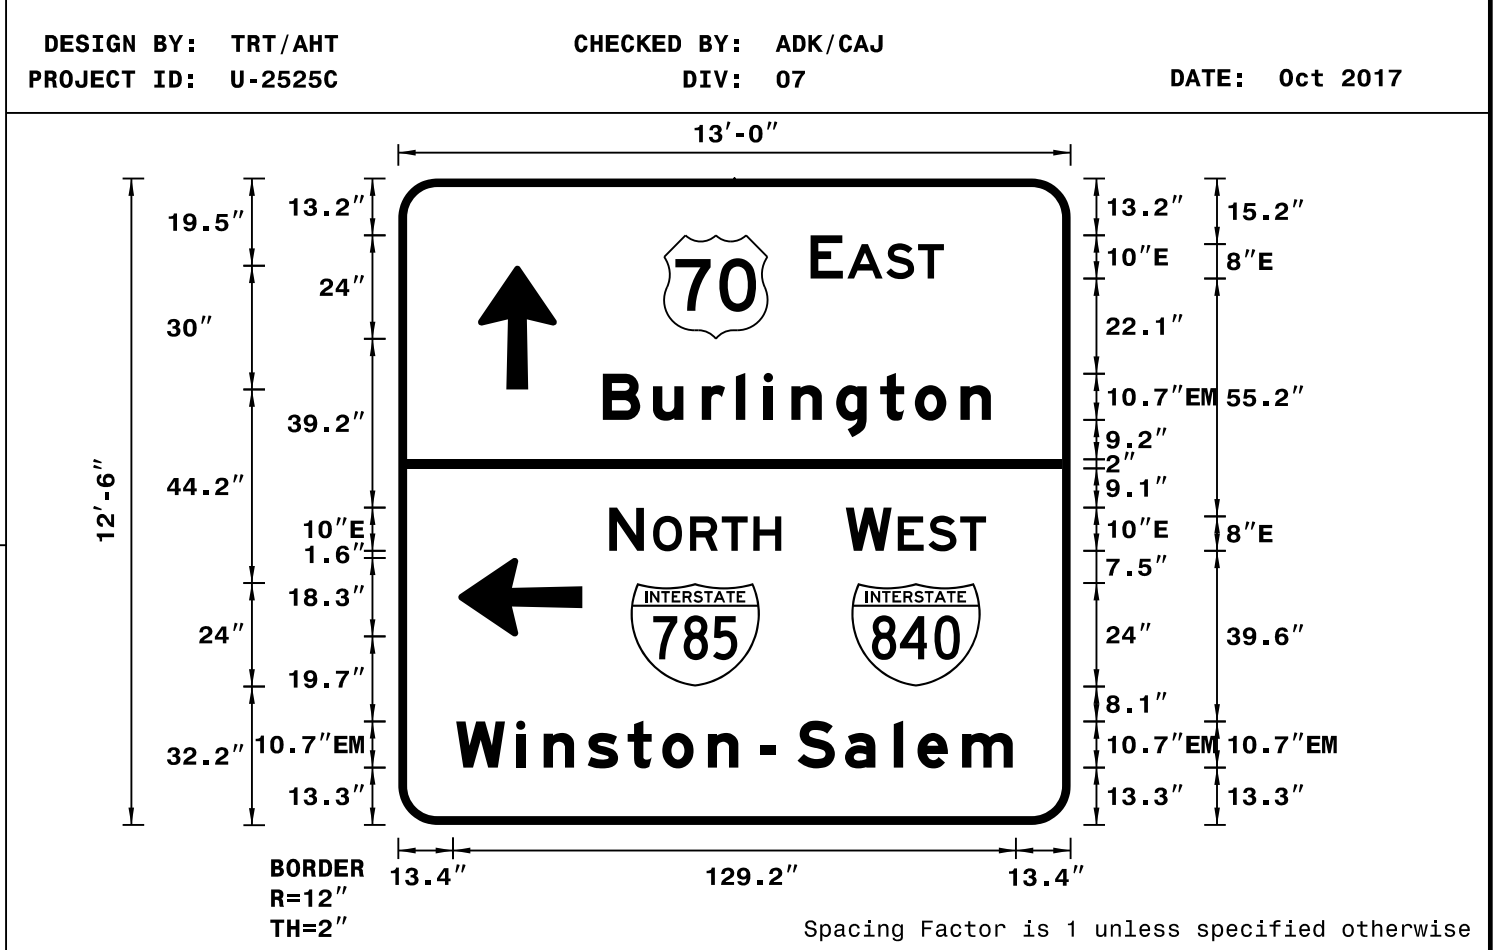 DESIGN BY: TRT/AHT CHECKED BY: ADK/CAJ
PROJECT ID: U-2525C DIV: 07 DATE: Oct 2017
13'-0"
19.5"
30"
44.2"
24"
32.2"
12'-6"
13.2"
24"
39.2"
10"E
1.6"
18.3"
19.7"
10.7"EM
13.3"
70 EAST
Burlington
NORTH WEST
INTERSTATE INTERSTATE
785 840
Winston-Salem
13.2"
10"E
22.1"
10.7"EM
9.2"
2"
9.1"
10"E
7.5"
24"
8.1"
10.7"EM
13.3"
15.2"
8"E
55.2"
8"E
39.6"
10.7"EM
13.3"
13.4" 129.2" 13.4"
BORDER
R=12"
TH=2"
Spacing Factor is 1 unless specified otherwise